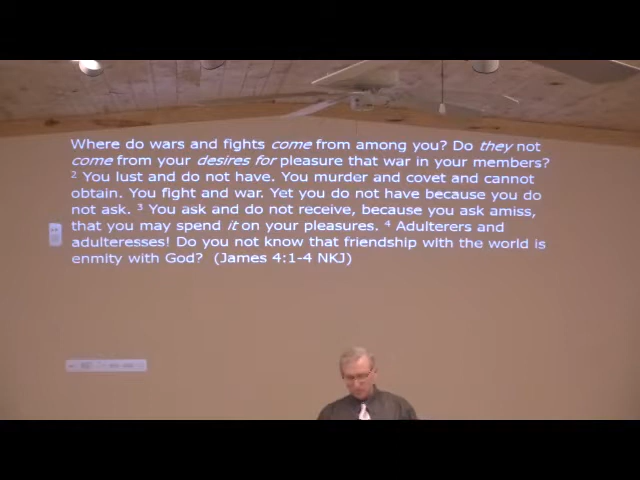 Where do wars and fights come from among you? Do they not
come from your desires for pleasure that war in your members?
2 You lust and do not have. You murder and covet and cannot
obtain. You fight and war. Yet you do not have because you do
not ask. 3 You ask and do not receive, because you ask amiss,
that you may spend it on your pleasures. 4 Adulterers and
adulteresses! Do you not know that friendship with the world is
enmity with God? (James 4:1-4 NKJ)